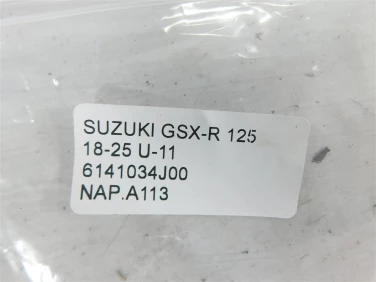 SUZUKI GSX-R 125
18-25 U-11
6141034J00
NAP.A113